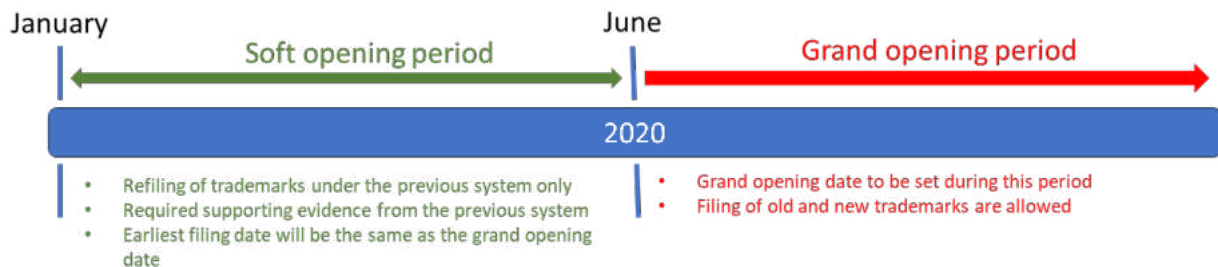 January
June
Soft opening period
Grand opening period
2020
• Refiling of trademarks under the previous system only
• Required supporting evidence from the previous system
• Earliest filing date will be the same as the grand opening
date
• Grand opening date to be set during this period
• Filing of old and new trademarks are allowed